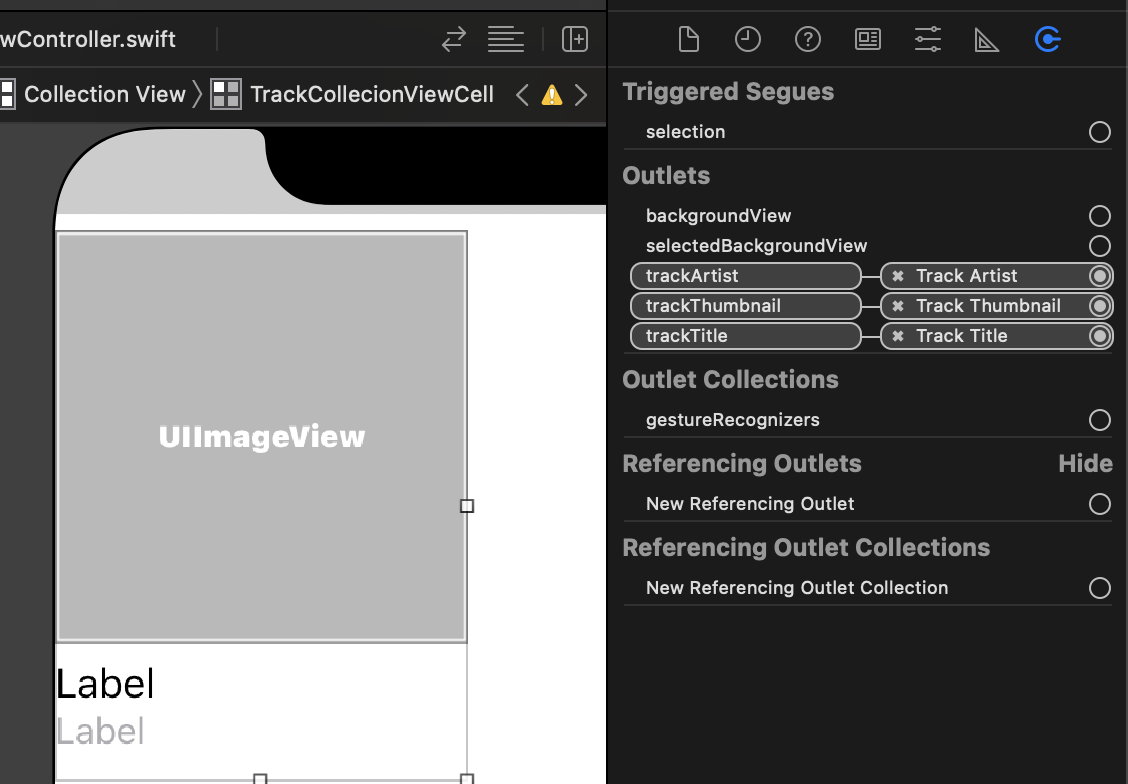 wController.swift
Collection View
TrackCollecionViewCell
UIImageView
Label
Label
Triggered Segues
selection
Outlets
backgroundView
selectedBackgroundView
trackArtist
Track Artist
trackThumbnail
Track Thumbnail
trackTitle
Track Title
Outlet Collections
gestureRecognizers
Referencing Outlets
Hide
New Referencing Outlet
Referencing Outlet Collections
New Referencing Outlet Collection